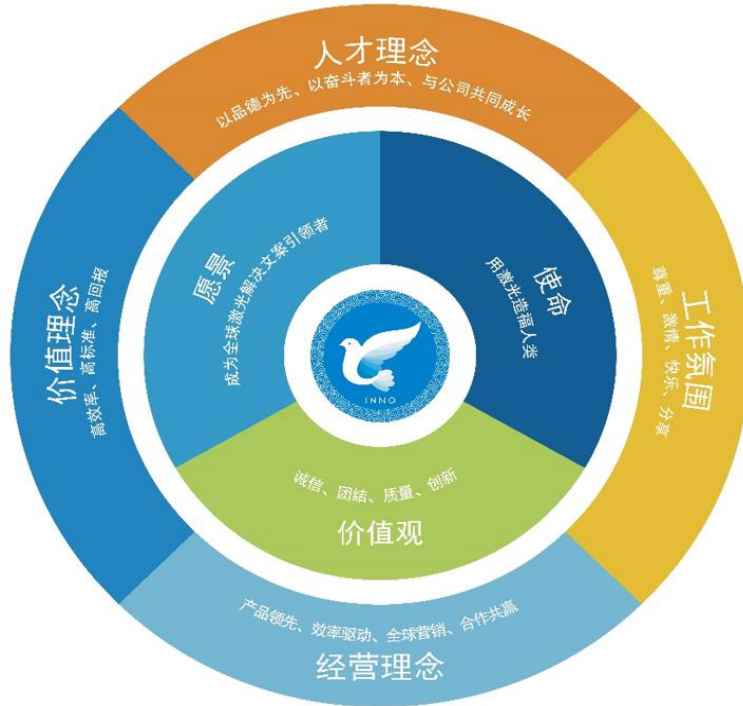 人才理念
以品德为先、以奋斗者为本、与公司共同成长
价值理念
高效率、高标准、高回报
愿景
成为全球激光解决文案引领者
使命
用激光造福人类
工作氛围
尊重、激情、快乐、分享
INNO
诚信、团结、质量、创新
价值观
产品领先、效率驱动、全球营销、合作共赢
经营理念